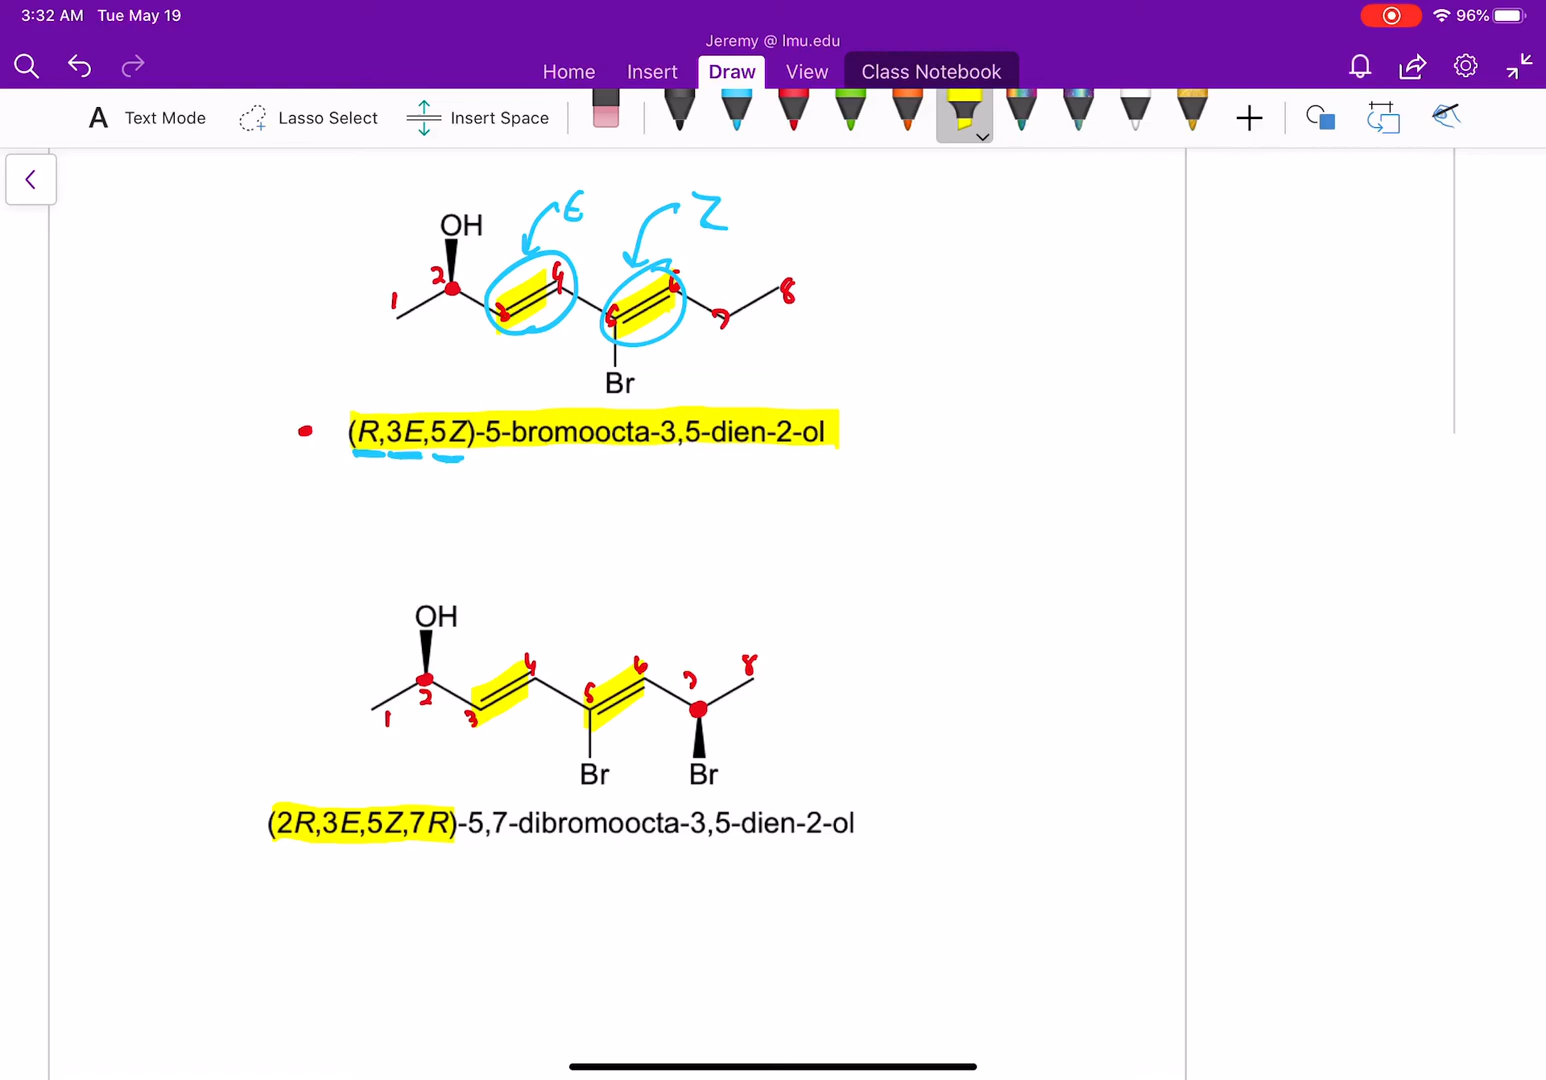 3:32 AM Tue May 19
96%
Jeremy @ lmu.edu
Home Insert Draw View Class Notebook
A Text Mode Lasso Select Insert Space
E Z
OH
2 4 6
1 3 5 7 8
Br
(R,3E,5Z)-5-bromoocta-3,5-dien-2-ol
OH
4 6 7 8
1 2 3 5
Br Br
(2R,3E,5Z,7R)-5,7-dibromoocta-3,5-dien-2-ol